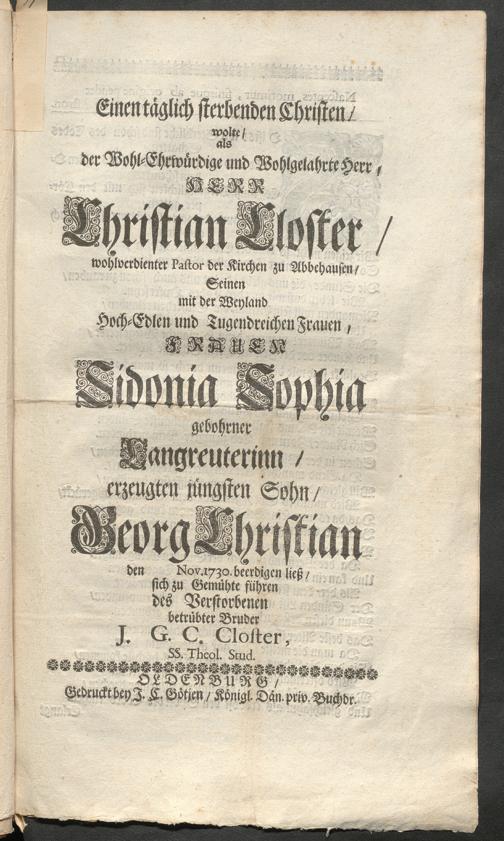 Einen täglich sterbenden Christen/
wolte/
als
der Wohl-Ehrwürdige und Wohlgelahrte Herr,
HERR
Christian Closter/
wohlverdienter Pastor der Kirchen zu Abbehausen/
Seinen
mit der Weyland
Hoch-Edlen und Tugendreichen Frauen,
FRAUEN
Sidonia Sophia
gebohrner
Langreuterinn/
erzeugten jüngsten Sohn/
Georg Christian
den Nov. 1730. beerdigen ließ/
sich zu Gemühte führen
des Verstorbenen
betrübter Bruder
J. G. C. Closter,
SS. Theol. Stud.
OLDENBURG/
Gedruckt bey J. C. Götjen/ Königl. Dän. priv. Buchdr.